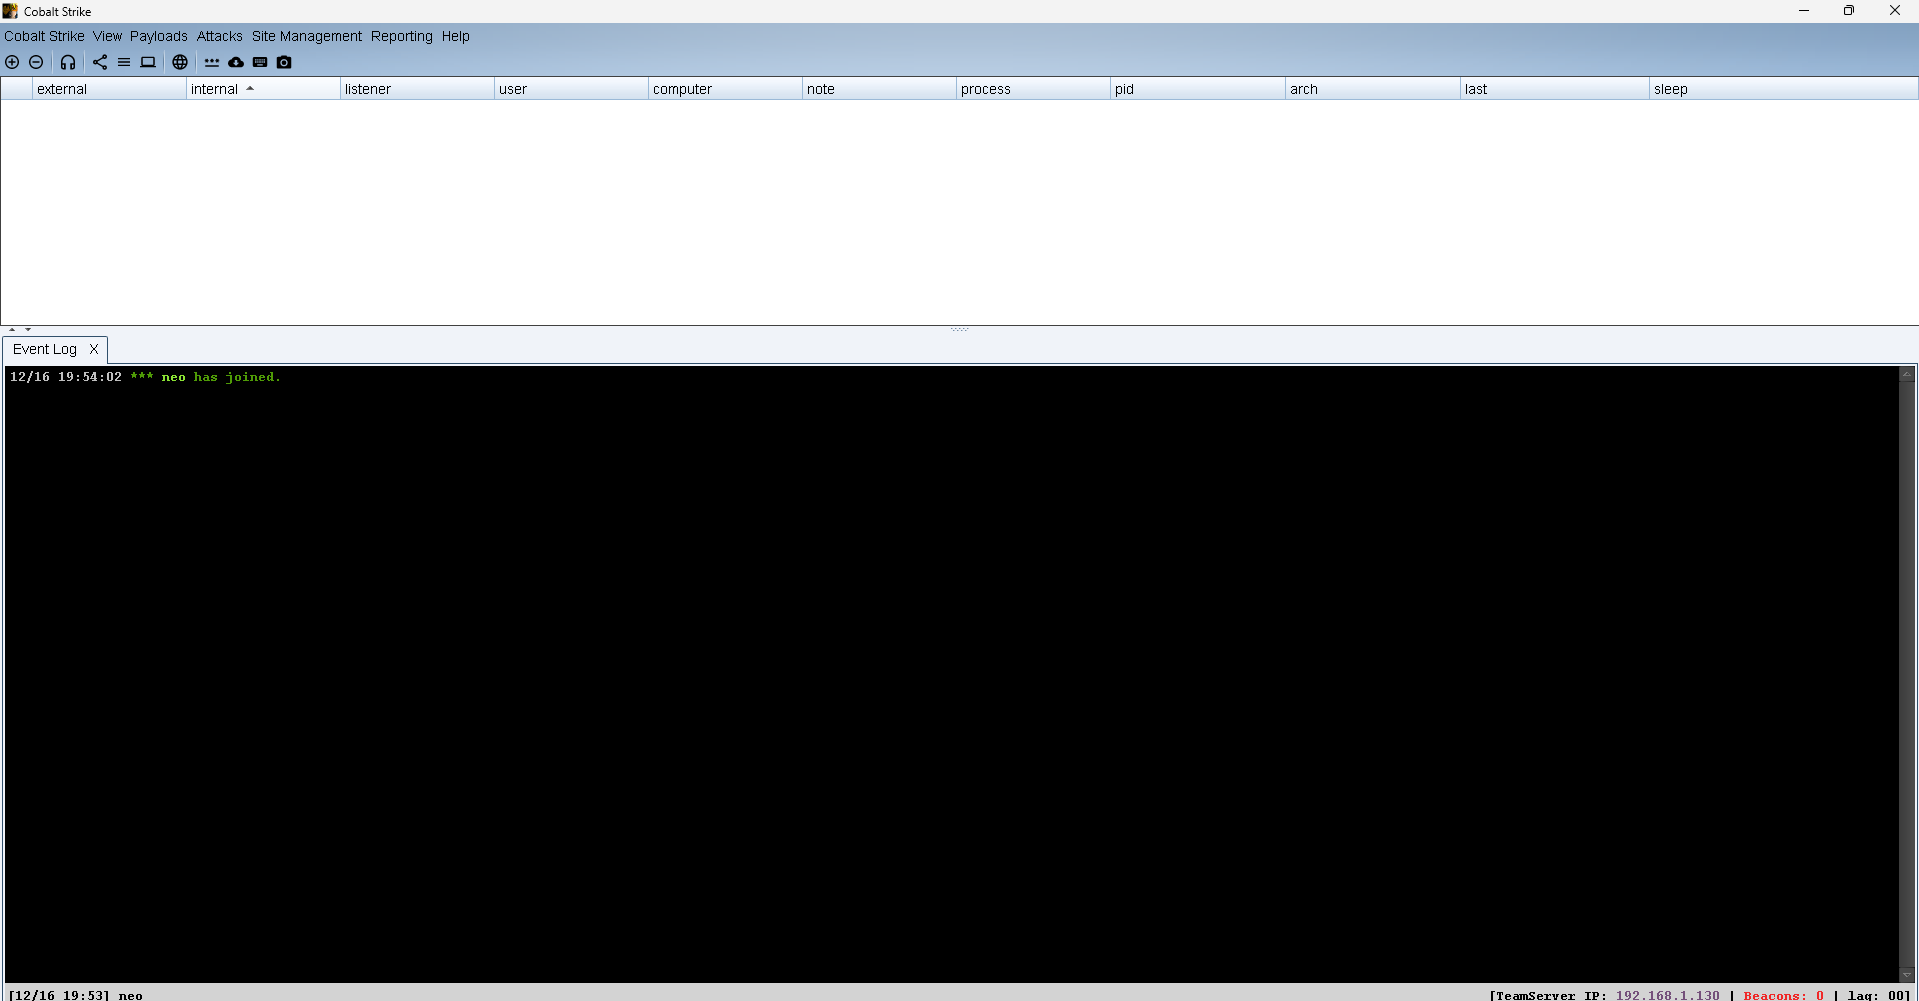 Cobalt Strike
Cobalt Strike View Payloads Attacks Site Management Reporting Help
external internal listener user computer note process pid arch last sleep
Event Log X
12/16 19:54:02 *** neo has joined.
[12/16 19:53] neo [TeamServer IP: 192.168.1.130 | Beacons: 0 | lag: 00]